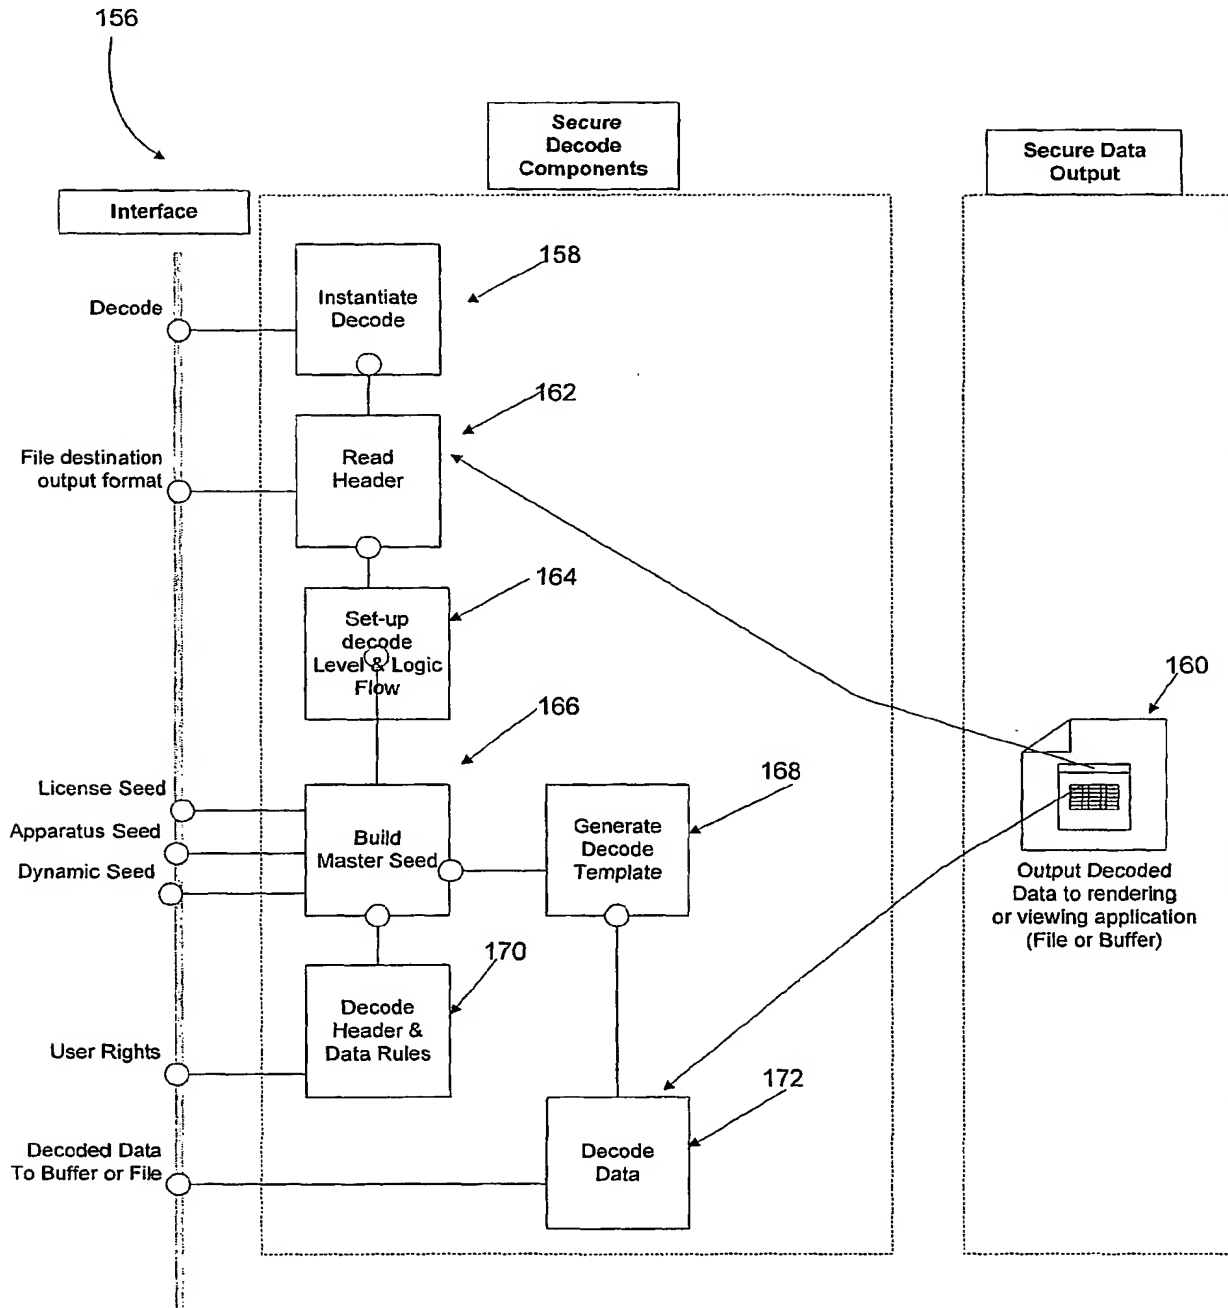 156
Secure
Decode
Components
Secure Data
Output
Interface
158
Instantiate
Decode
Decode
162
File destination
output format
Read
Header
164
Set-up
decode
Level & Logic
Flow
160
166
168
License Seed
Apparatus Seed
Dynamic Seed
Build
Master Seed
Generate
Decode
Template
Output Decoded
Data to rendering
or viewing application
(File or Buffer)
170
Decode
Header &
Data Rules
User Rights
172
Decoded Data
To Buffer or File
Decode
Data